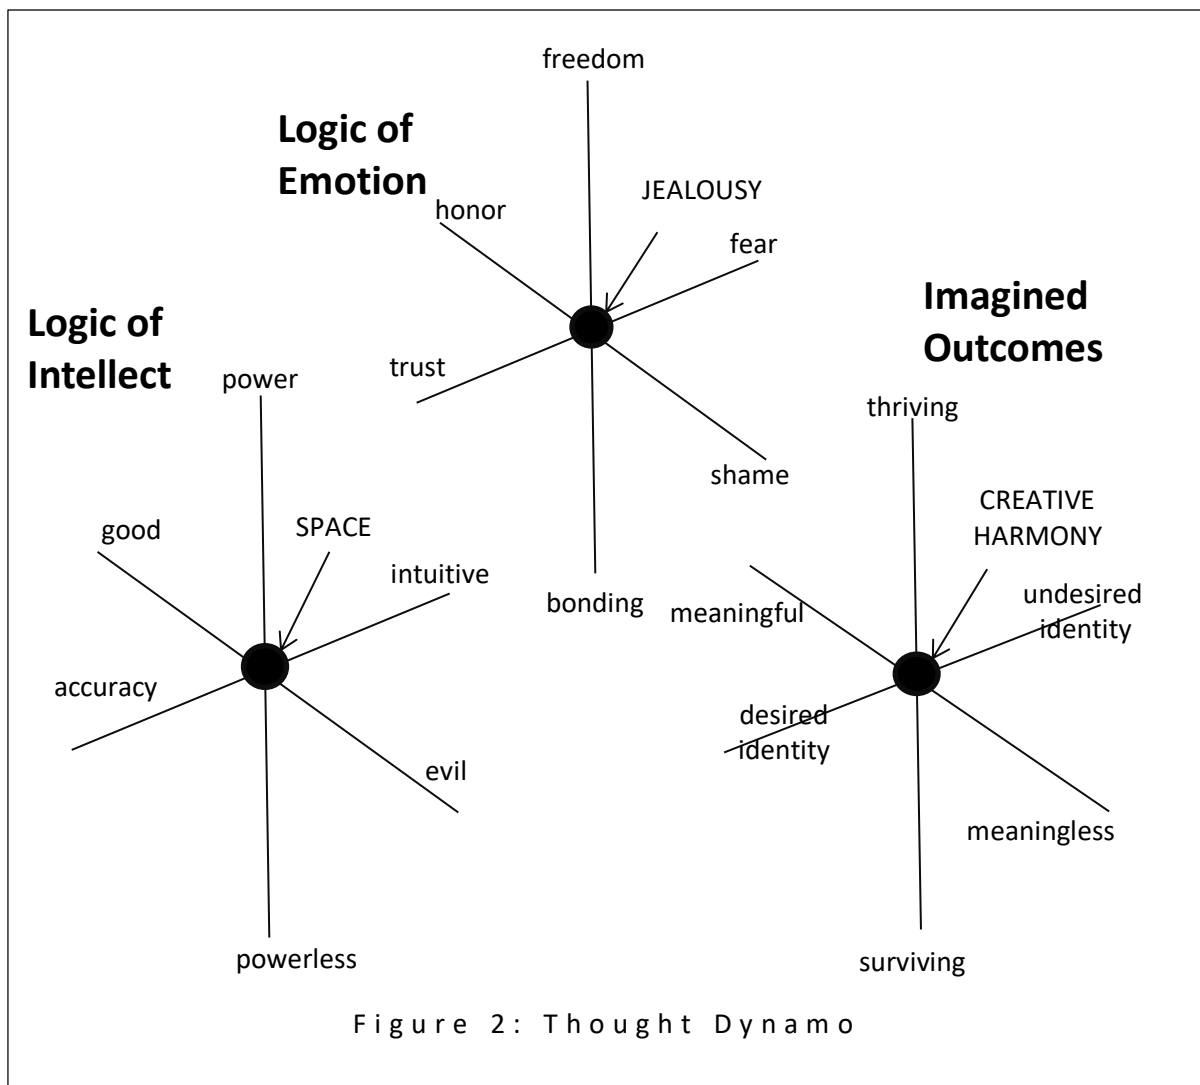 freedom
Logic of
Emotion
JEALOUSY
honor
fear
trust
shame
bonding
Logic of
Intellect
power
good
SPACE
intuitive
accuracy
evil
powerless
Imagined
Outcomes
thriving
CREATIVE
HARMONY
meaningful
undesired
identity
desired
identity
meaningless
surviving
Figure 2: Thought Dynamo